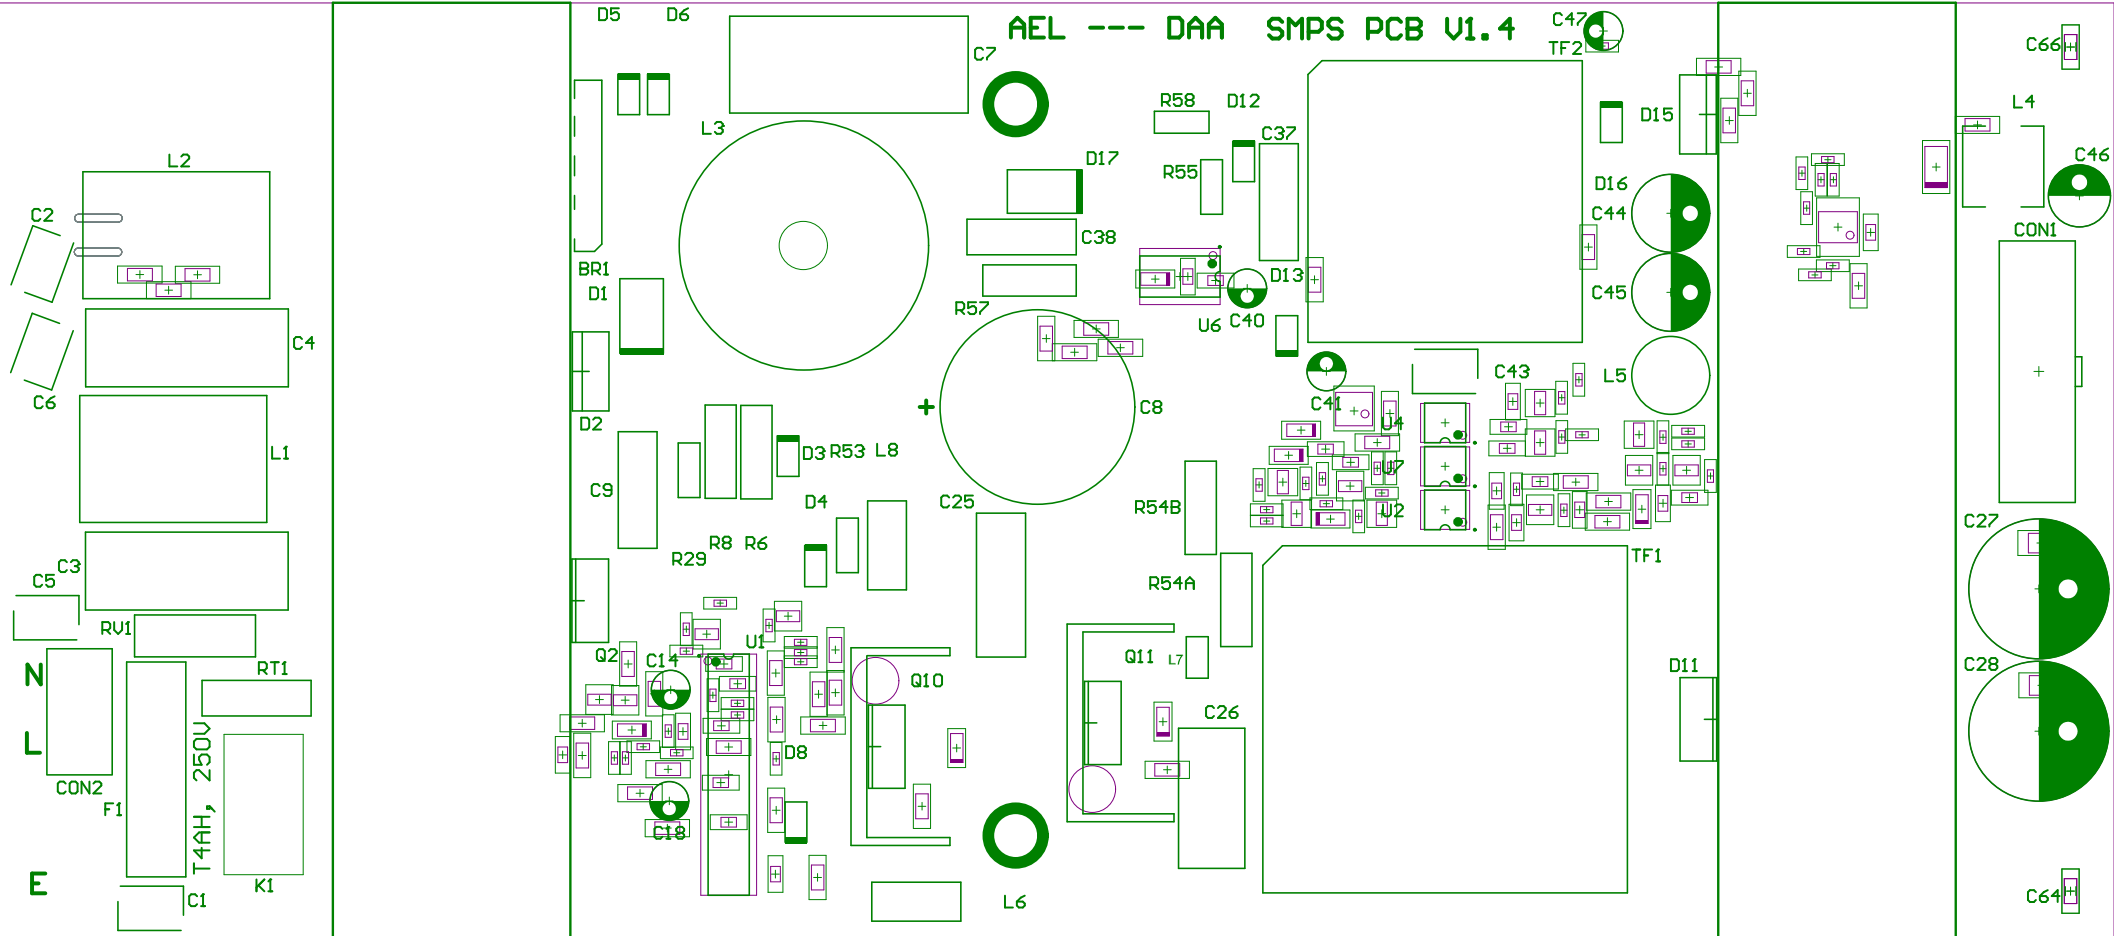 D5
D6
AEL --- DAA SMPS PCB V1.4
C47
TF2
C66
C7
L4
R58
D12
D15
L3
C37
L2
D17
C46
R55
D16
C2
C44
CON1
C38
BR1
D13
D1
C45
R57
U6
C40
C4
C43
L5
C6
C41
+
C8
D2
U4
L1
D3
R53
L8
U7
C9
D4
C25
R54B
U2
C27
R8
R6
TF1
R29
C3
C5
R54A
RV1
U1
Q2
C14
Q11
L7
C28
N
RT1
D11
Q10
C26
L
D8
T4AH, 250V
CON2
F1
C18
E
K1
C1
L6
C64